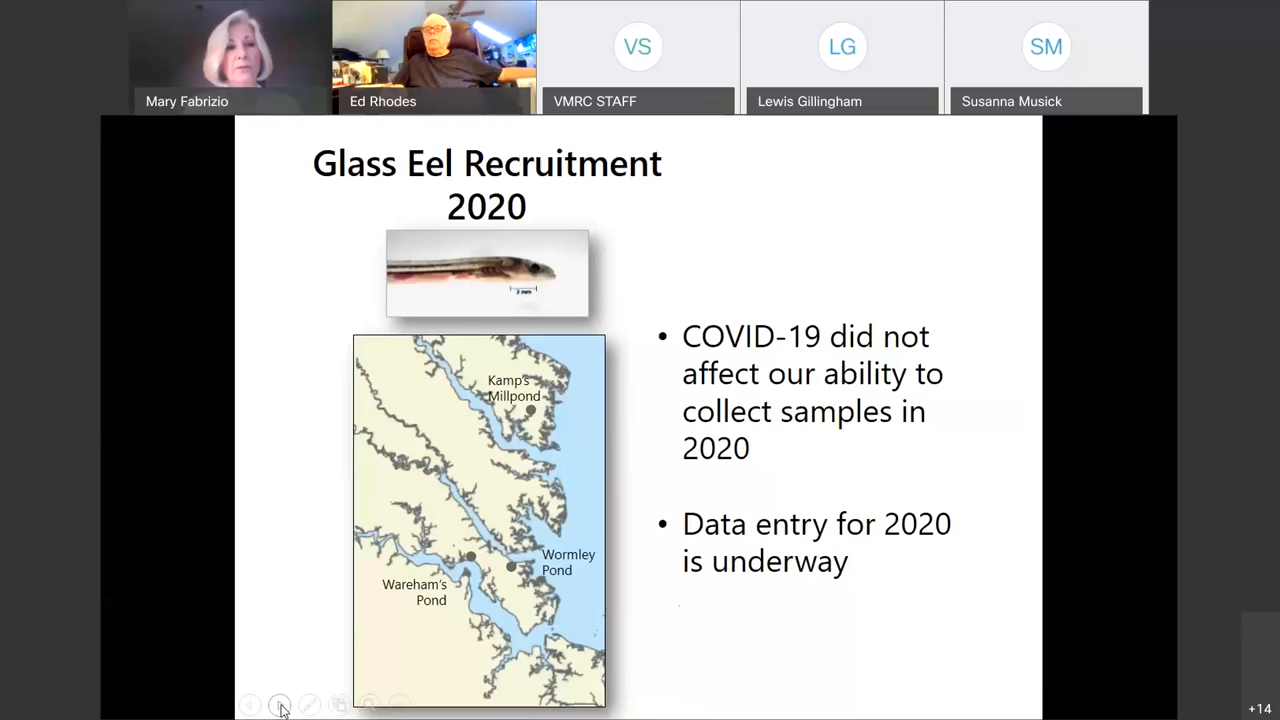 VS
LG
SM
Mary Fabrizio
Ed Rhodes
VMRC STAFF
Lewis Gillingham
Susanna Musick
Glass Eel Recruitment
2020
2 mm
Kamp's
Millpond
Wormley
Pond
Wareham's
Pond
• COVID-19 did not
affect our ability to
collect samples in
2020
• Data entry for 2020
is underway
+14